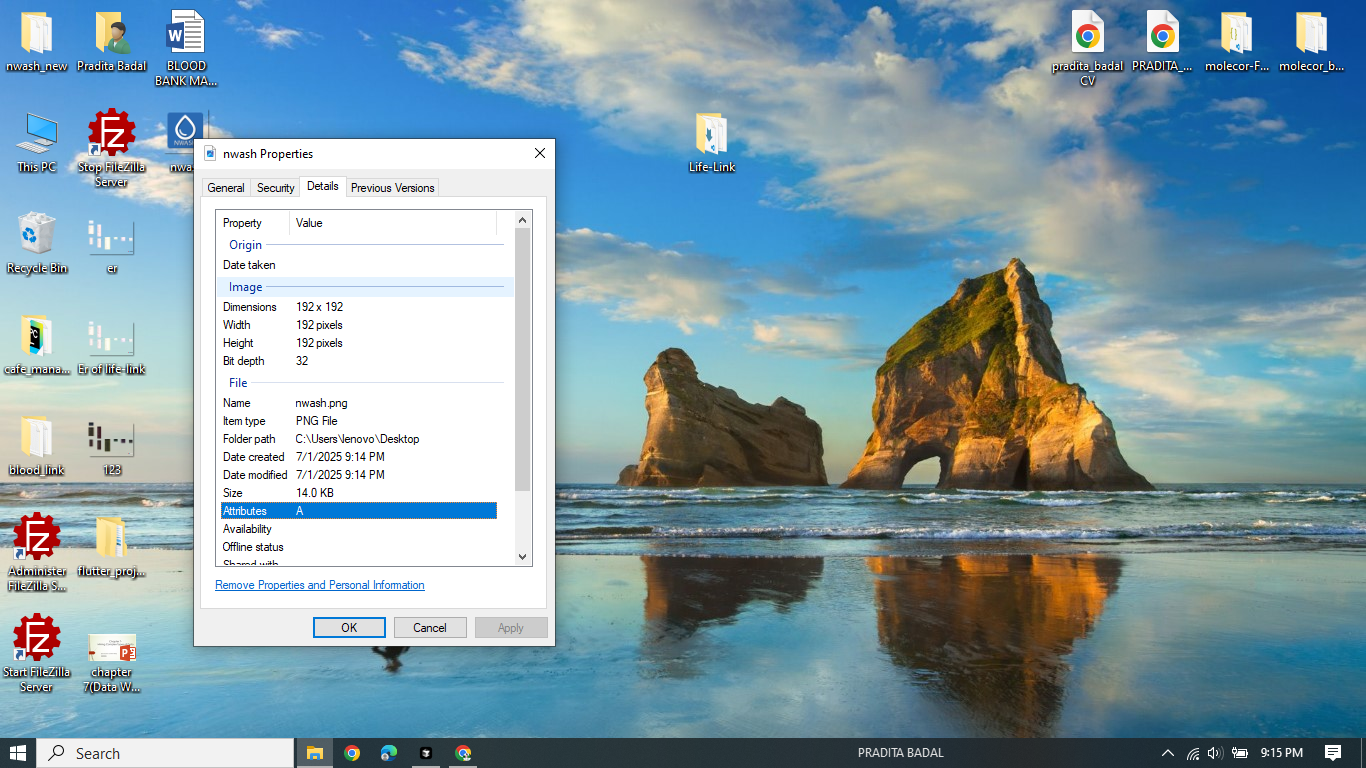 nwash_new
Pradita Badal
BLOOD
BANK MA...
pradita_badal
CV
PRADITA_...
molecor-F...
molecor_b...
This PC
Stop FileZilla
Server
NWASH
Life-Link
Recycle Bin
er
cafe_mana...
Er of life-link
blood_link
123
Administer
FileZilla S...
flutter_proj...
Start FileZilla
Server
chapter
7(Data W...
nwash Properties
General Security Details Previous Versions
Property Value
Origin
Date taken
Image
Dimensions 192 x 192
Width 192 pixels
Height 192 pixels
Bit depth 32
File
Name nwash.png
Item type PNG File
Folder path C:\Users\lenovo\Desktop
Date created 7/1/2025 9:14 PM
Date modified 7/1/2025 9:14 PM
Size 14.0 KB
Attributes A
Availability
Offline status
Shared with
Remove Properties and Personal Information
OK Cancel Apply
Search
PRADITA BADAL
9:15 PM